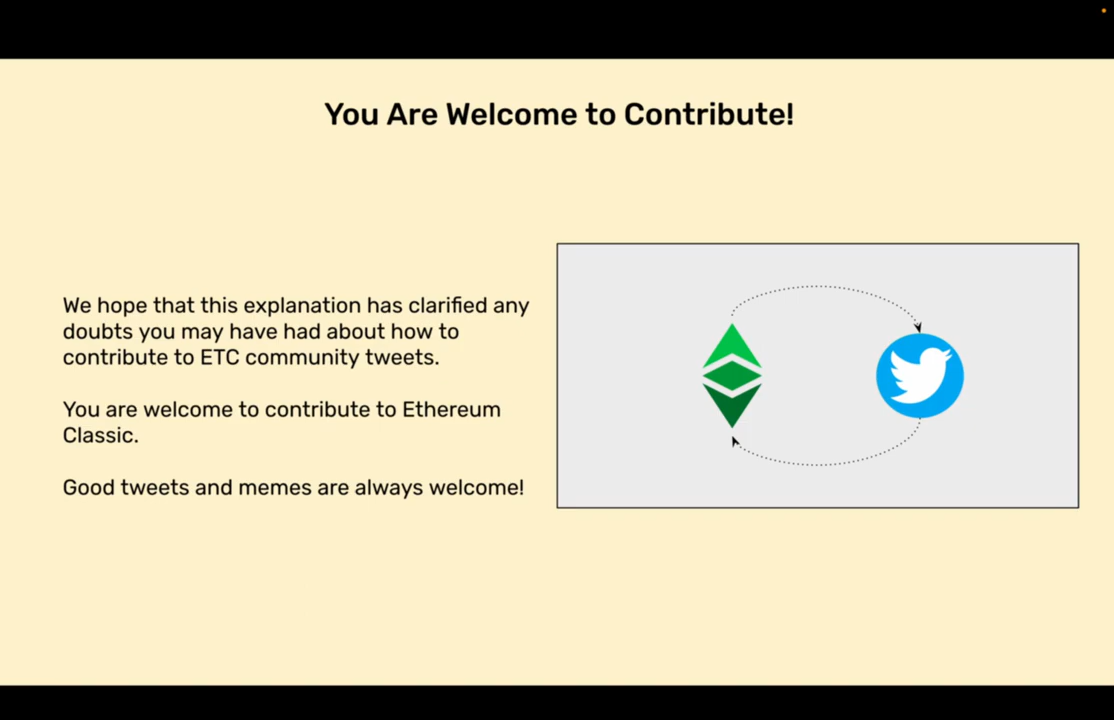 You Are Welcome to Contribute!
We hope that this explanation has clarified any
doubts you may have had about how to
contribute to ETC community tweets.
You are welcome to contribute to Ethereum
Classic.
Good tweets and memes are always welcome!